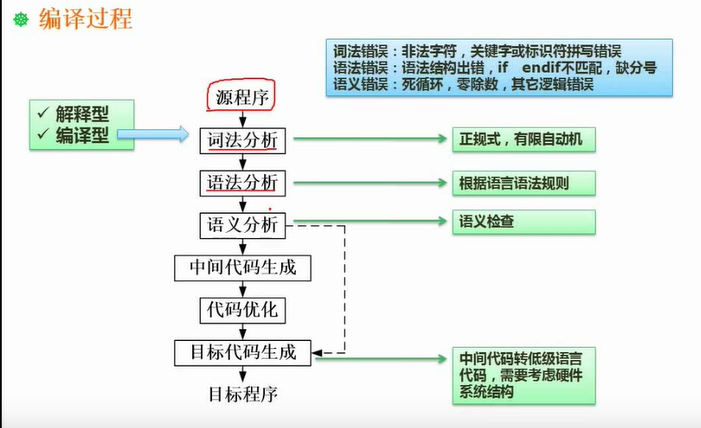 编译过程
词法错误：非法字符，关键字或标识符拼写错误
语法错误：语法结构出错，if endif不匹配，缺分号
语义错误：死循环，零除数，其它逻辑错误
源程序
✓ 解释型
✓ 编译型
词法分析
正规式，有限自动机
语法分析
根据语言语法规则
语义分析
语义检查
中间代码生成
代码优化
目标代码生成
中间代码转低级语言
代码，需要考虑硬件
系统结构
目标程序